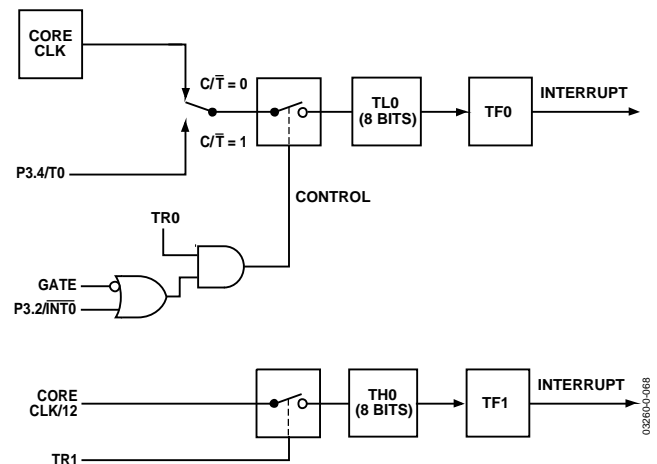 CORE
CLK
C/T̅ = 0
TL0
(8 BITS)
TF0
INTERRUPT
C/T̅ = 1
P3.4/T0
CONTROL
TR0
GATE
P3.2/I̅N̅T̅0̅
CORE
CLK/12
TH0
(8 BITS)
TF1
INTERRUPT
TR1
03260-0-068